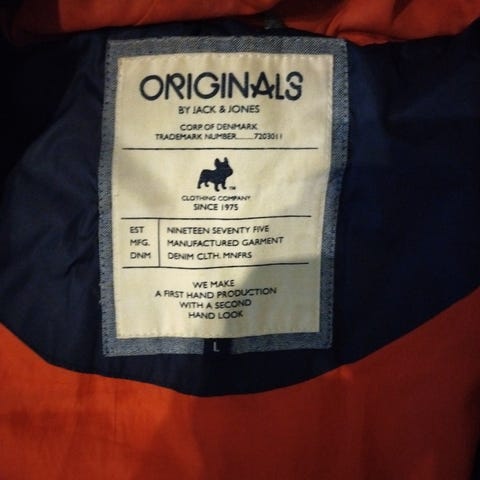 ORIGINALS
BY JACK & JONES
CORP. OF DENMARK
TRADEMARK NUMBER.......7203011
TM
CLOTHING COMPANY
SINCE 1975
EST NINETEEN SEVENTY FIVE
MFG. MANUFACTURED GARMENT
DNM DENIM CLTH. MNFRS
WE MAKE
A FIRST HAND PRODUCTION
WITH A SECOND
HAND LOOK
L